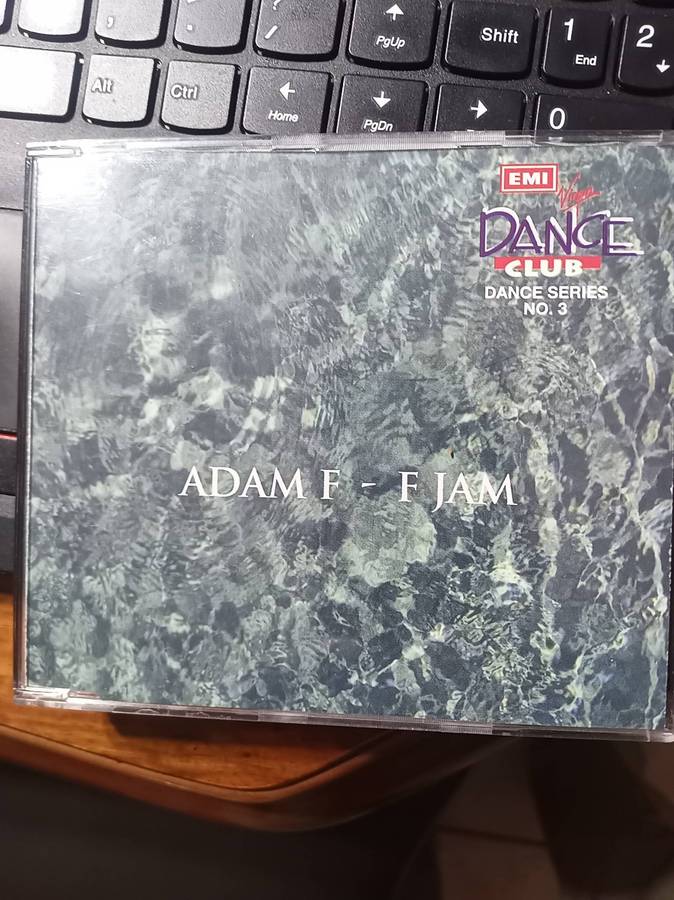 PgUp
Shift
1
End
2
Alt
Ctrl
Home
PgDn
0
EMI
Virgin
DANCE
CLUB
DANCE SERIES
NO. 3
ADAM F - F JAM